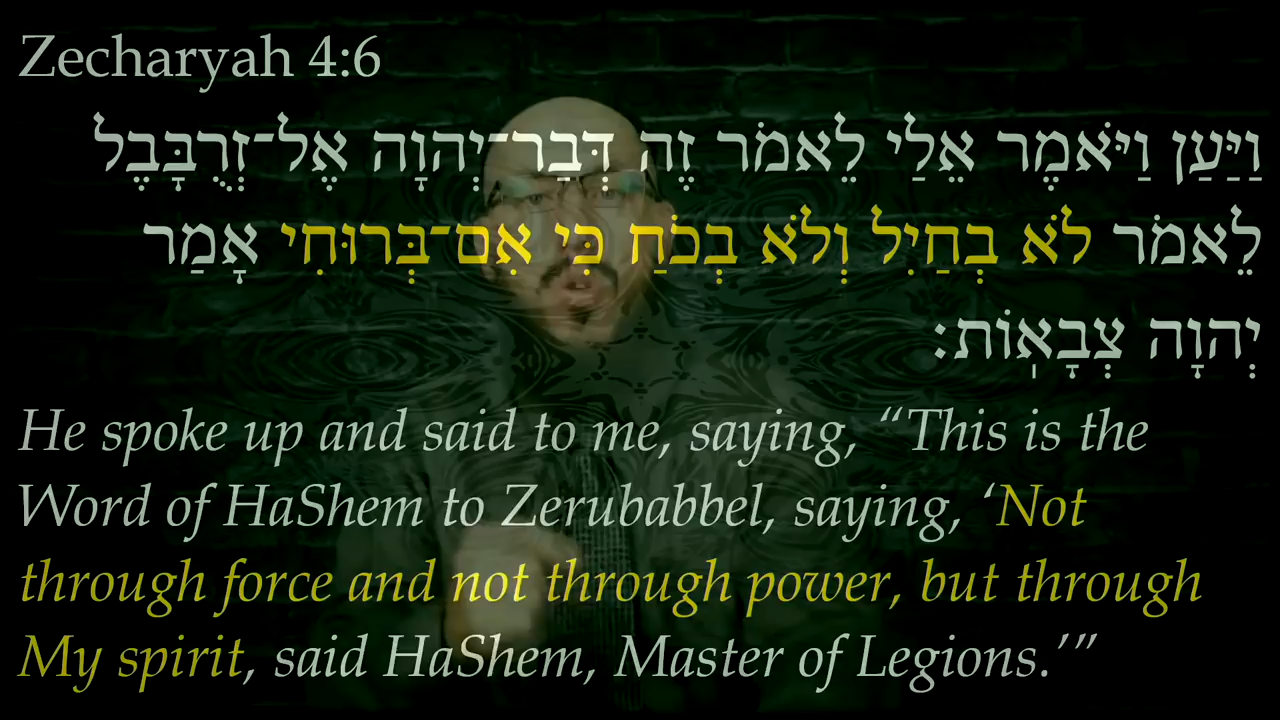 Zecharyah 4:6
וַיַּעַן וַיֹּאמֶר אֵלַי לֵאמֹר זֶה דְּבַר־יְהוָה אֶל־זְרֻבָּבֶל
לֵאמֹר לֹא בְחַיִל וְלֹא בְכֹחַ כִּי אִם־בְּרוּחִי אָמַר
יְהוָה צְבָאֽוֹת׃
He spoke up and said to me, saying, “This is the
Word of HaShem to Zerubabbel, saying, ‘Not
through force and not through power, but through
My spirit, said HaShem, Master of Legions.’”